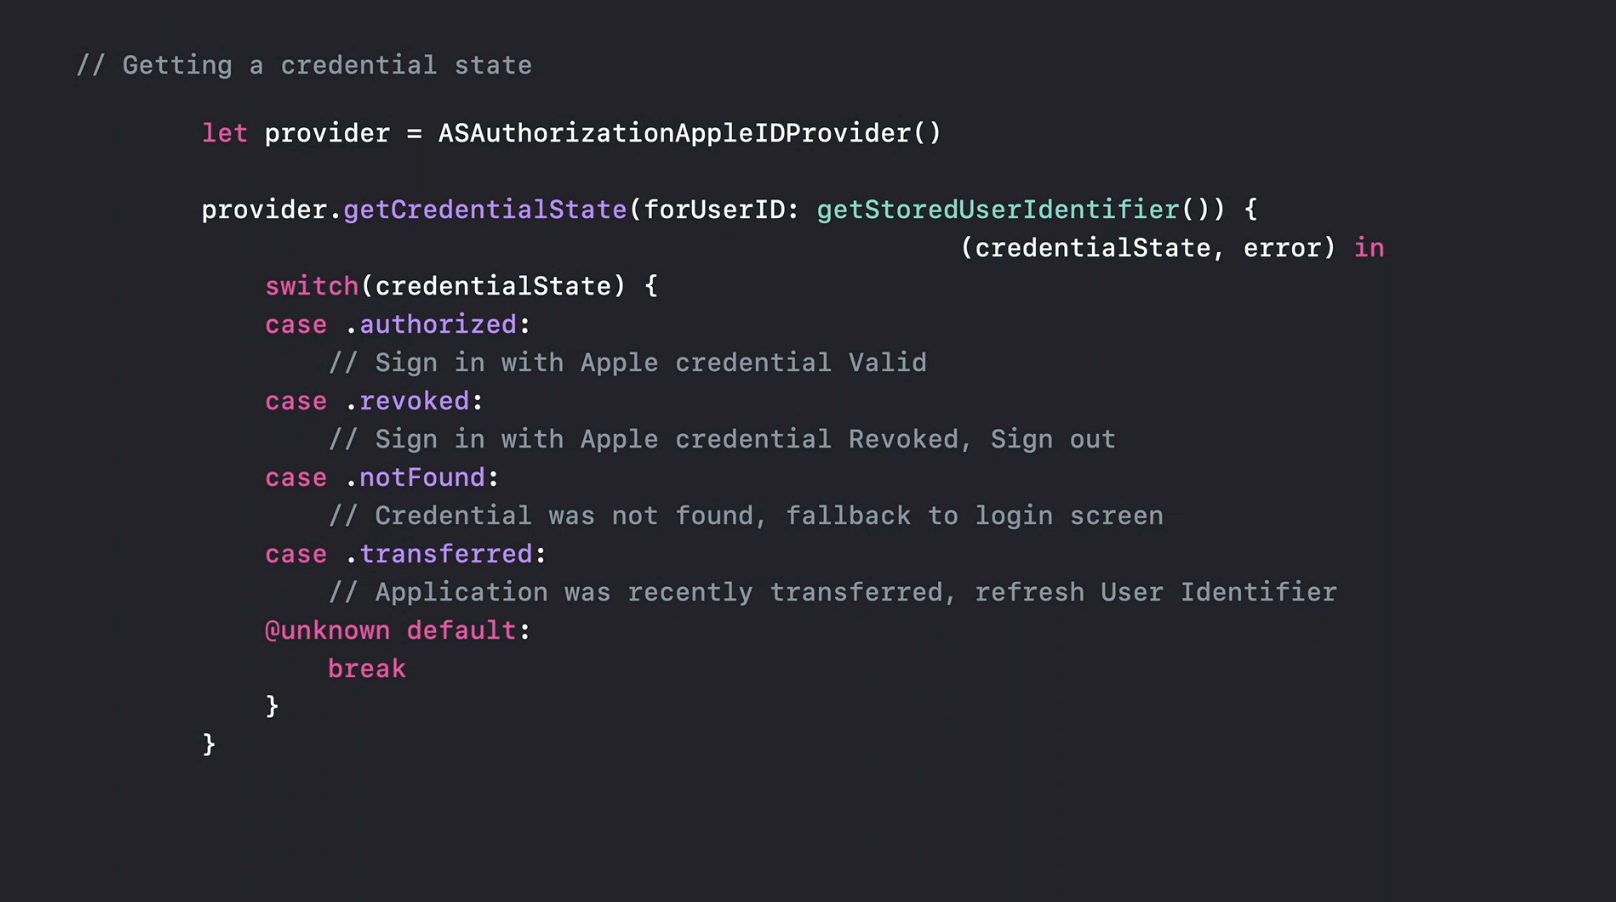 // Getting a credential state
let provider = ASAuthorizationAppleIDProvider()
provider.getCredentialState(forUserID: getStoredUserIdentifier()) {
(credentialState, error) in
switch(credentialState) {
case .authorized:
// Sign in with Apple credential Valid
case .revoked:
// Sign in with Apple credential Revoked, Sign out
case .notFound:
// Credential was not found, fallback to login screen
case .transferred:
// Application was recently transferred, refresh User Identifier
@unknown default:
break
}
}